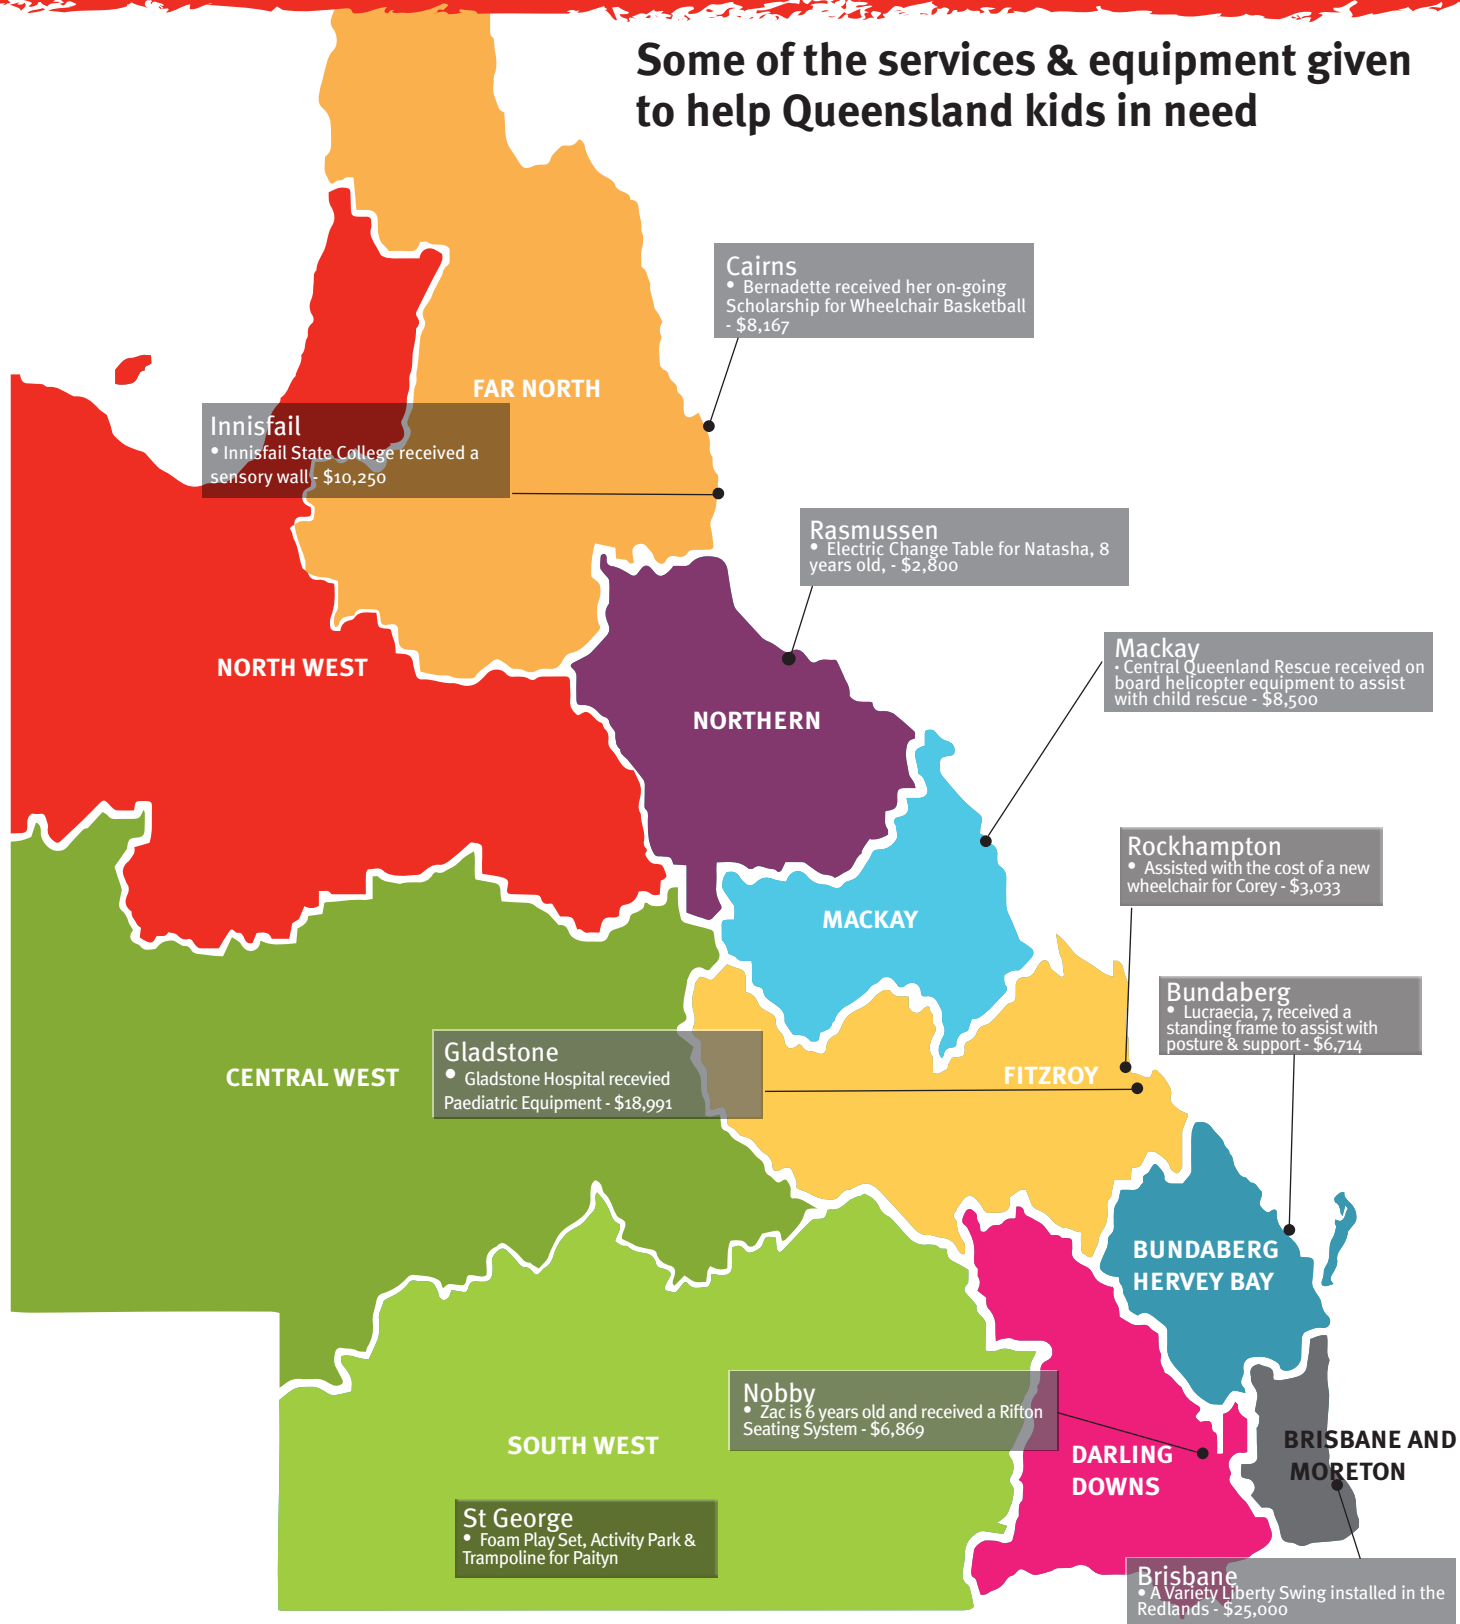 Some of the services & equipment given
to help Queensland kids in need
Cairns
• Bernadette received her on-going
Scholarship for Wheelchair Basketball
- $8,167
FAR NORTH
Innisfail
• Innisfail State College received a
sensory wall - $10,250
Rasmussen
• Electric Change Table for Natasha, 8
years old, - $2,800
NORTH WEST
Mackay
• Central Queenland Rescue received on
board helicopter equipment to assist
with child rescue - $8,500
NORTHERN
Rockhampton
• Assisted with the cost of a new
wheelchair for Corey - $3,033
MACKAY
Bundaberg
• Lucraecia, 7, received a
standing frame to assist with
posture & support - $6,714
Gladstone
• Gladstone Hospital recevied
Paediatric Equipment - $18,991
CENTRAL WEST
FITZROY
BUNDABERG
HERVEY BAY
Nobby
• Zac is 6 years old and received a Rifton
Seating System - $6,869
SOUTH WEST
DARLING
DOWNS
BRISBANE AND
MORETON
St George
• Foam Play Set, Activity Park &
Trampoline for Paityn
Brisbane
• A Variety Liberty Swing installed in the
Redlands - $25,000